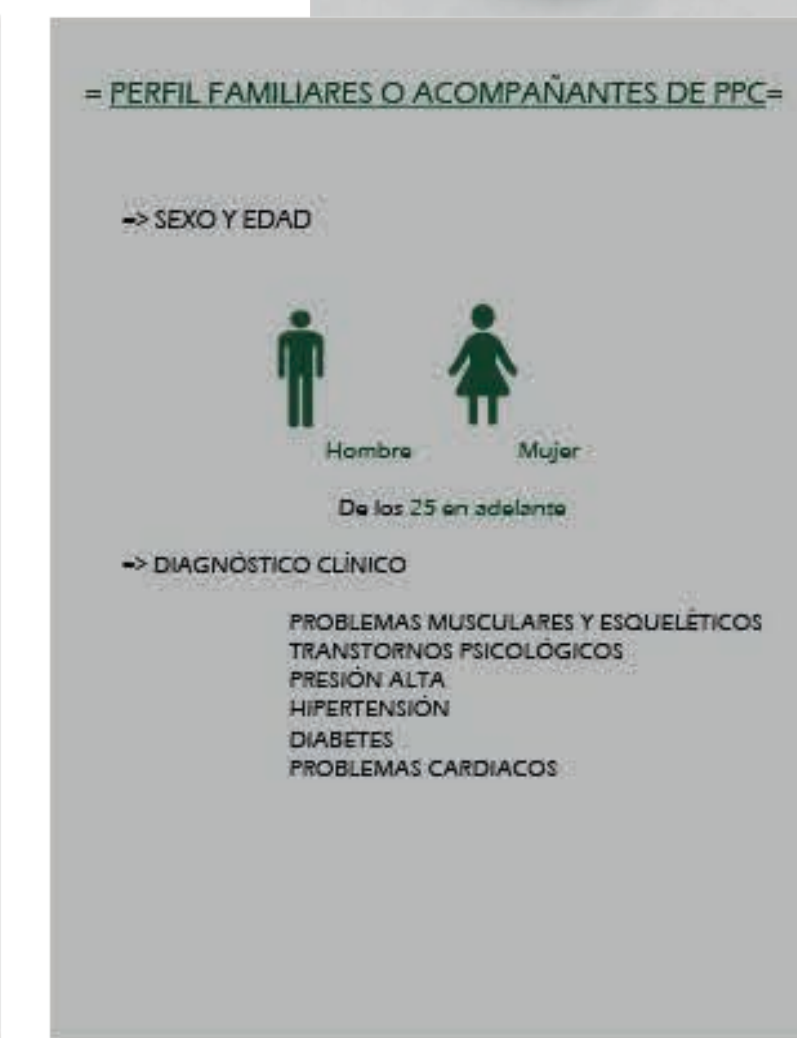 = PERFIL FAMILIARES O ACOMPAÑANTES DE PPC=
=> SEXO Y EDAD
Hombre Mujer
De los 25 en adelante
=> DIAGNÓSTICO CLÍNICO
PROBLEMAS MUSCULARES Y ESQUELÉTICOS
TRANSTORNOS PSICOLÓGICOS
PRESIÓN ALTA
HIPERTENSIÓN
DIABETES
PROBLEMAS CARDIACOS